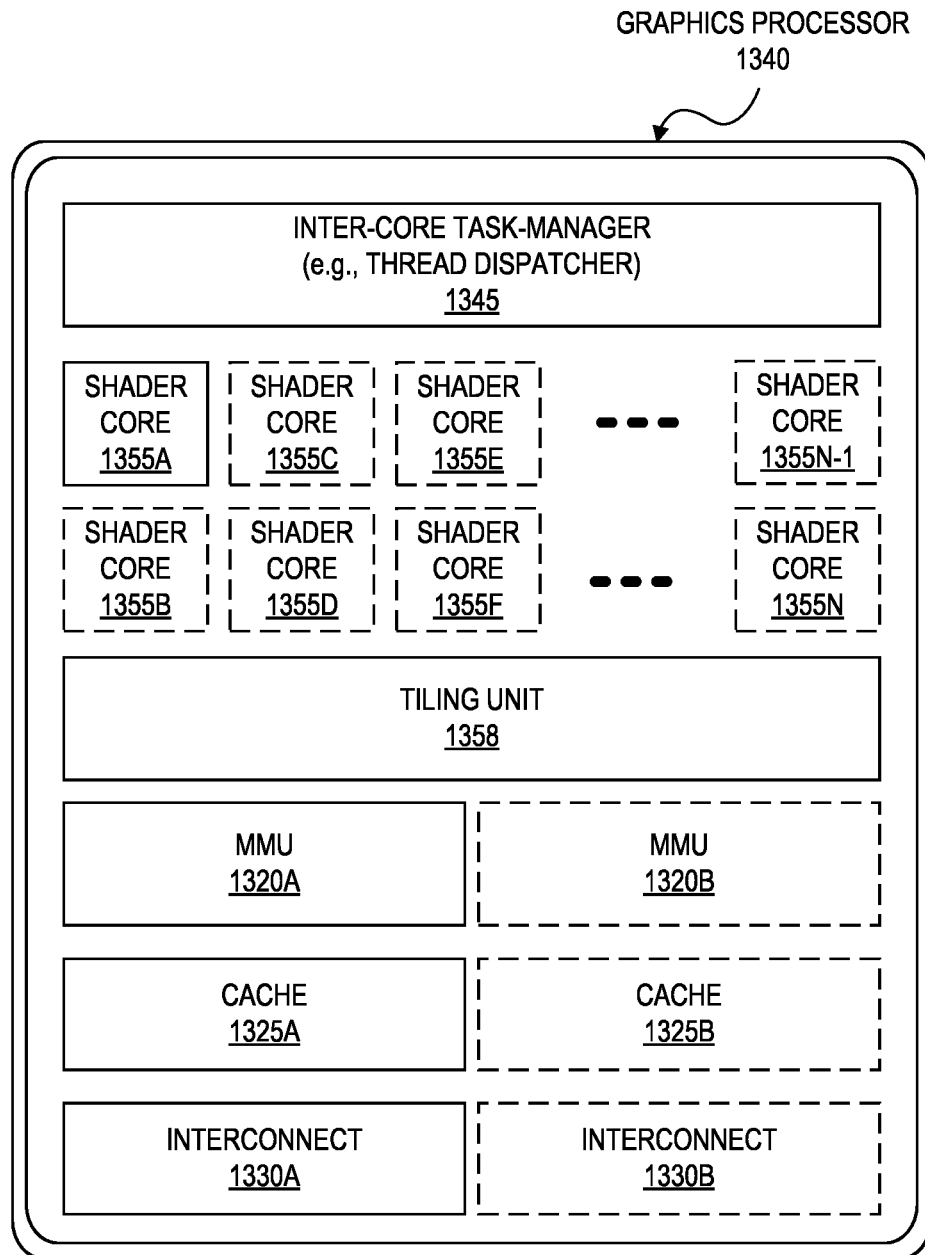 GRAPHICS PROCESSOR
1340
INTER-CORE TASK-MANAGER
(e.g., THREAD DISPATCHER)
1345
SHADER
CORE
1355A
SHADER
CORE
1355C
SHADER
CORE
1355E
SHADER
CORE
1355N-1
SHADER
CORE
1355B
SHADER
CORE
1355D
SHADER
CORE
1355F
SHADER
CORE
1355N
TILING UNIT
1358
MMU
1320A
MMU
1320B
CACHE
1325A
CACHE
1325B
INTERCONNECT
1330A
INTERCONNECT
1330B